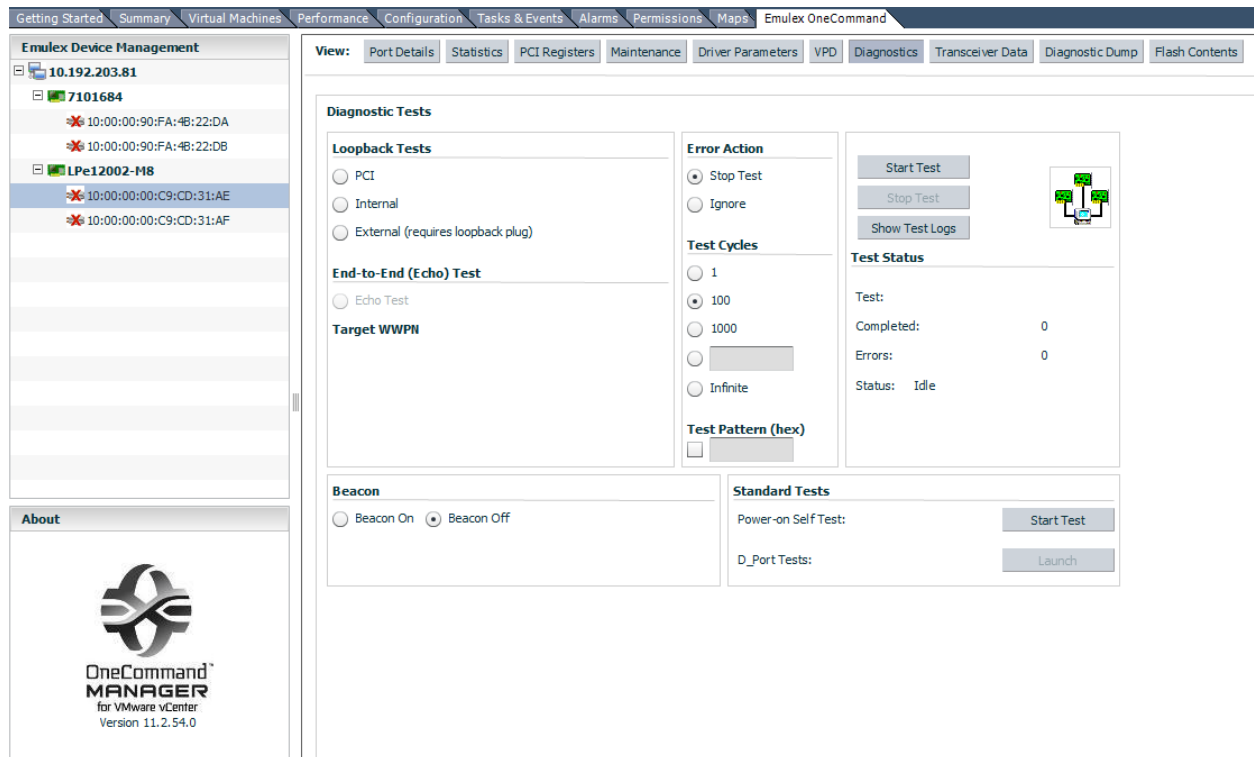 Getting Started Summary Virtual Machines Performance Configuration Tasks & Events Alarms Permissions Maps Emulex OneCommand
Emulex Device Management
10.192.203.81
7101684
10:00:00:90:FA:4B:22:DA
10:00:00:90:FA:4B:22:DB
LPe12002-M8
10:00:00:00:C9:CD:31:AE
10:00:00:00:C9:CD:31:AF
About
OneCommand™
MANAGER
for VMware vCenter
Version 11.2.54.0
View: Port Details Statistics PCI Registers Maintenance Driver Parameters VPD Diagnostics Transceiver Data Diagnostic Dump Flash Contents
Diagnostic Tests
Loopback Tests
PCI
Internal
External (requires loopback plug)
End-to-End (Echo) Test
Echo Test
Target WWPN
Error Action
Stop Test
Ignore
Test Cycles
1
100
1000
Infinite
Test Pattern (hex)
Start Test
Stop Test
Show Test Logs
Test Status
Test:
Completed: 0
Errors: 0
Status: Idle
Beacon
Beacon On Beacon Off
Standard Tests
Power-on Self Test: Start Test
D_Port Tests: Launch